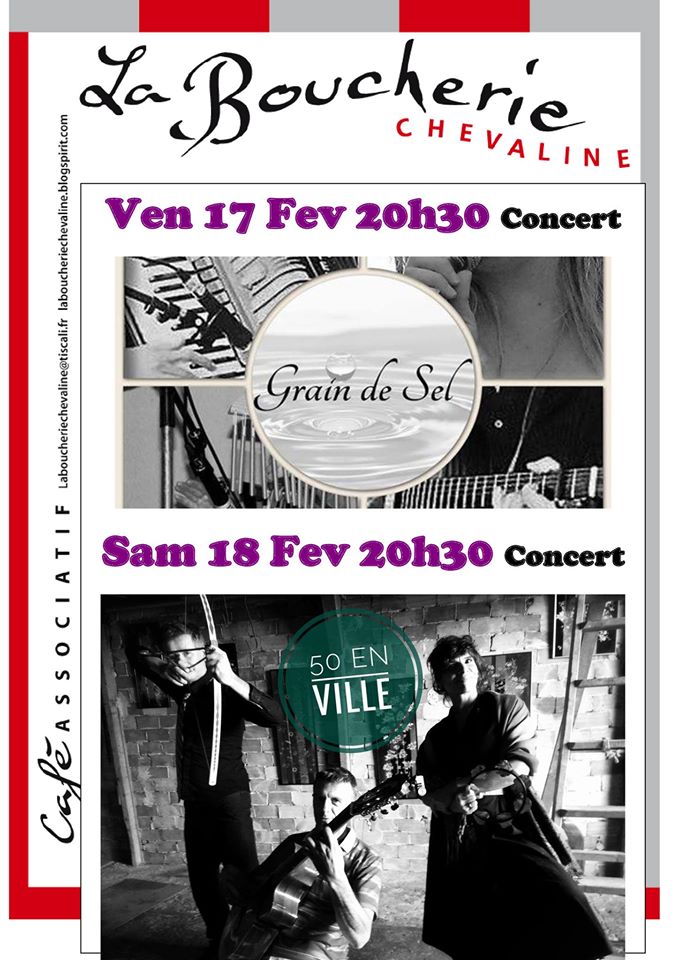 La Boucherie
CHEVALINE
Ven 17 Fev 20h30 Concert
Grain de Sel
Sam 18 Fev 20h30 Concert
50 EN
VILLE
Café ASSOCIATIF Laboucheriechevaline@tiscali.fr laboucheriechevaline.blogspirit.com